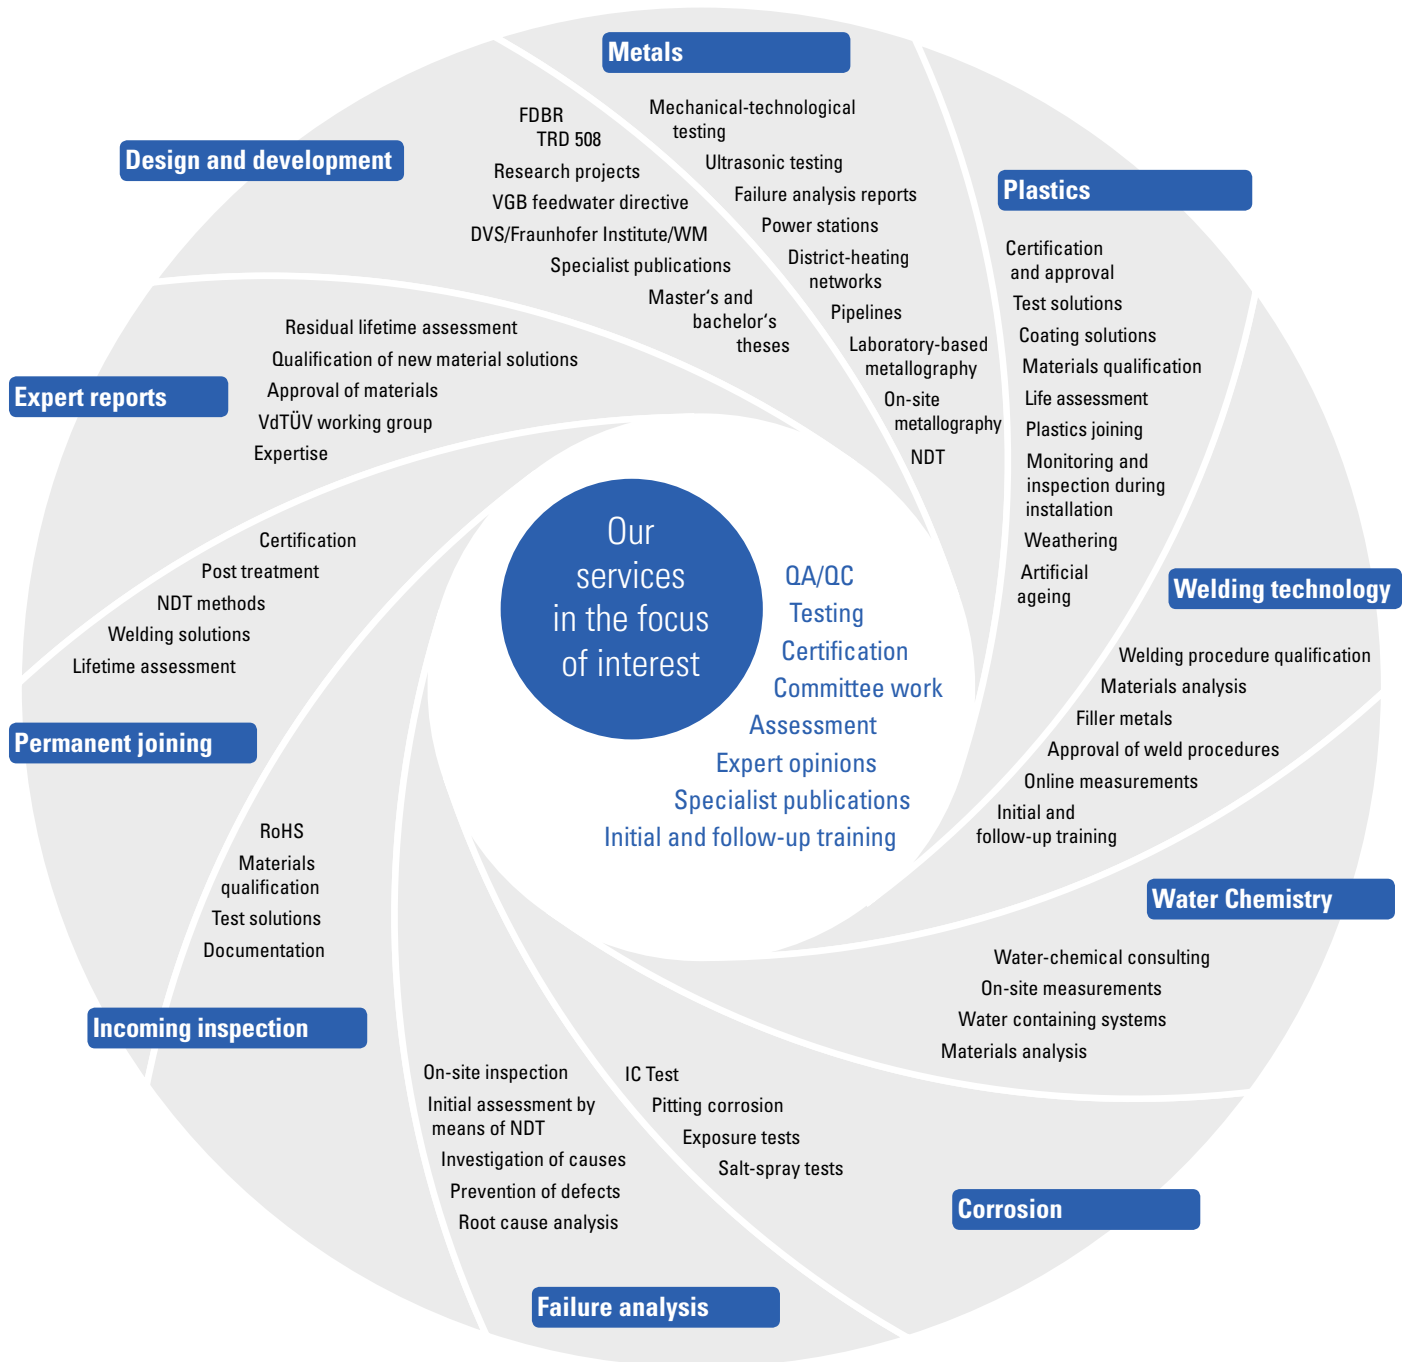 Metals
Mechanical-technological
testing
Ultrasonic testing
Failure analysis reports
Power stations
District-heating
networks
Pipelines
Laboratory-based
metallography
On-site
metallography
NDT
Plastics
Certification
and approval
Test solutions
Coating solutions
Materials qualification
Life assessment
Plastics joining
Monitoring and
inspection during
installation
Weathering
Artificial
ageing
Welding technology
Welding procedure qualification
Materials analysis
Filler metals
Approval of weld procedures
Online measurements
Initial and
follow-up training
Water Chemistry
Water-chemical consulting
On-site measurements
Water containing systems
Materials analysis
Corrosion
IC Test
Pitting corrosion
Exposure tests
Salt-spray tests
Failure analysis
On-site inspection
Initial assessment by
means of NDT
Investigation of causes
Prevention of defects
Root cause analysis
Incoming inspection
RoHS
Materials
qualification
Test solutions
Documentation
Permanent joining
Certification
Post treatment
NDT methods
Welding solutions
Lifetime assessment
Expert reports
Residual lifetime assessment
Qualification of new material solutions
Approval of materials
VdTÜV working group
Expertise
Design and development
FDBR
TRD 508
Research projects
VGB feedwater directive
DVS/Fraunhofer Institute/WM
Specialist publications
Master‘s and
bachelor‘s
theses
Our
services
in the focus
of interest
QA/QC
Testing
Certification
Committee work
Assessment
Expert opinions
Specialist publications
Initial and follow-up training